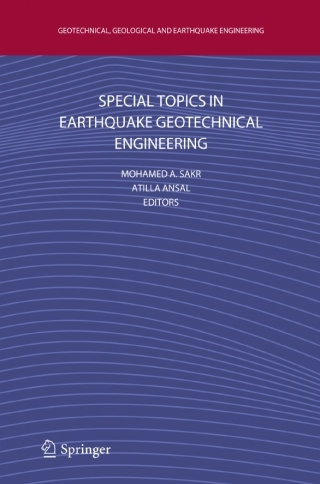 GEOTECHNICAL, GEOLOGICAL AND EARTHQUAKE ENGINEERING
SPECIAL TOPICS IN
EARTHQUAKE GEOTECHNICAL
ENGINEERING
MOHAMED A. SAKR
ATILLA ANSAL
EDITORS
Springer